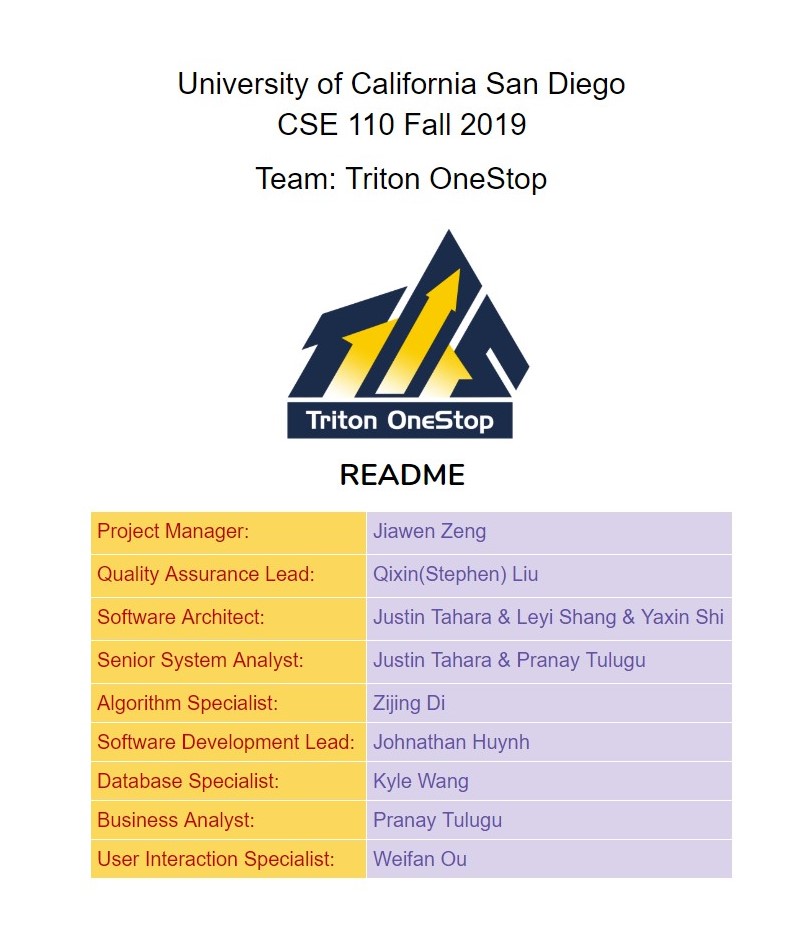 University of California San Diego
CSE 110 Fall 2019
Team: Triton OneStop
Triton OneStop
README
Project Manager: Jiawen Zeng
Quality Assurance Lead: Qixin(Stephen) Liu
Software Architect: Justin Tahara & Leyi Shang & Yaxin Shi
Senior System Analyst: Justin Tahara & Pranay Tulugu
Algorithm Specialist: Zijing Di
Software Development Lead: Johnathan Huynh
Database Specialist: Kyle Wang
Business Analyst: Pranay Tulugu
User Interaction Specialist: Weifan Ou